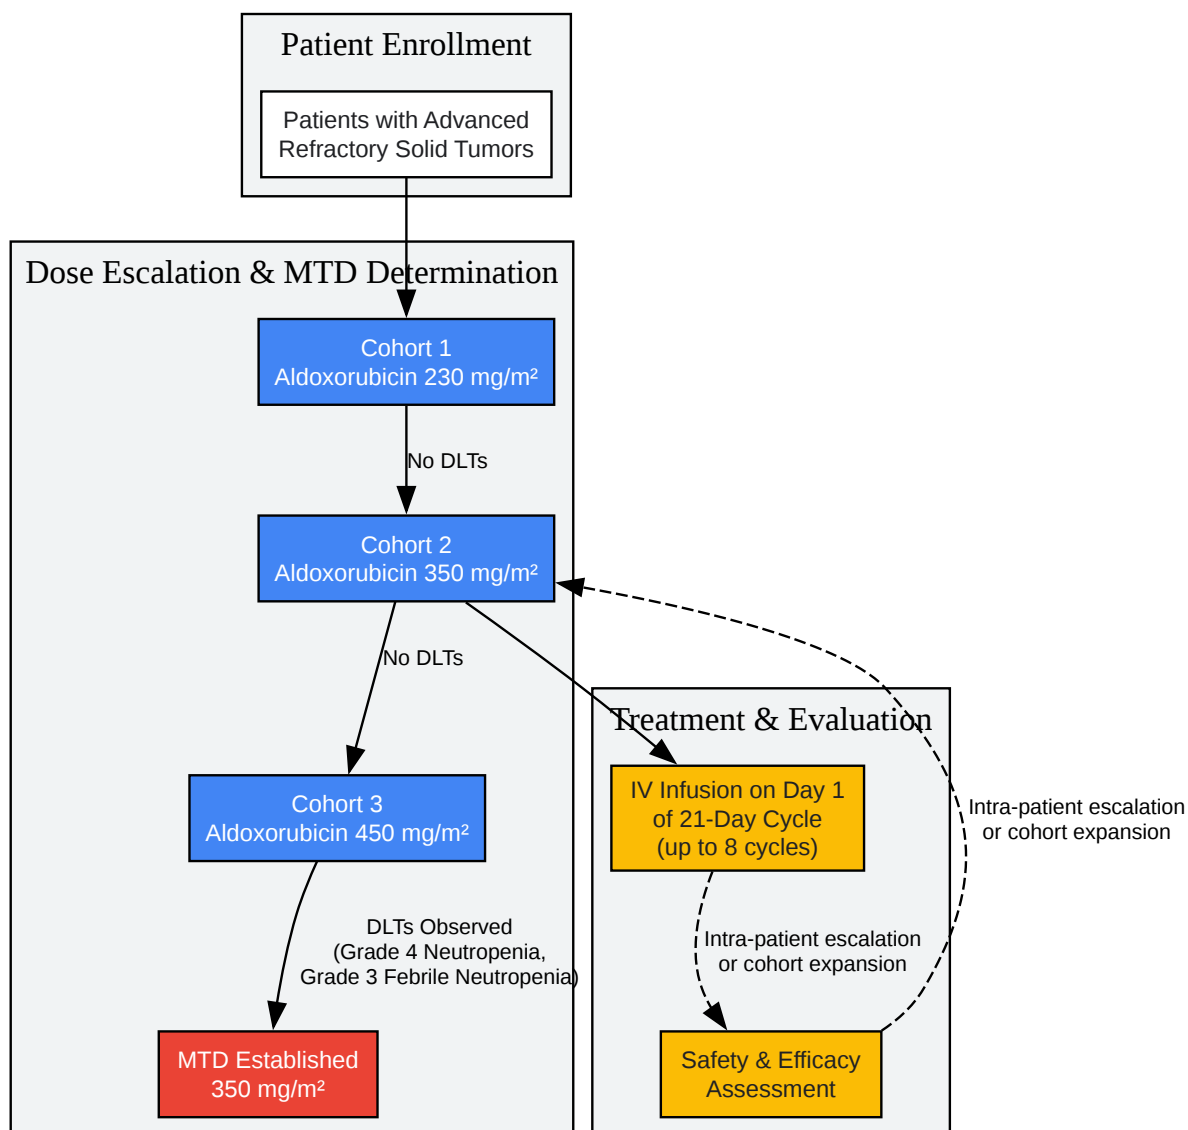 Patient Enrollment
Patients with Advanced
Refractory Solid Tumors
Dose Escalation & MTD Determination
Cohort 1
Aldoxorubicin 230 mg/m²
No DLTs
Cohort 2
Aldoxorubicin 350 mg/m²
No DLTs
Cohort 3
Aldoxorubicin 450 mg/m²
DLTs Observed
(Grade 4 Neutropenia,
Grade 3 Febrile Neutropenia)
MTD Established
350 mg/m²
Treatment & Evaluation
IV Infusion on Day 1
of 21-Day Cycle
(up to 8 cycles)
Intra-patient escalation
or cohort expansion
Safety & Efficacy
Assessment
Intra-patient escalation
or cohort expansion